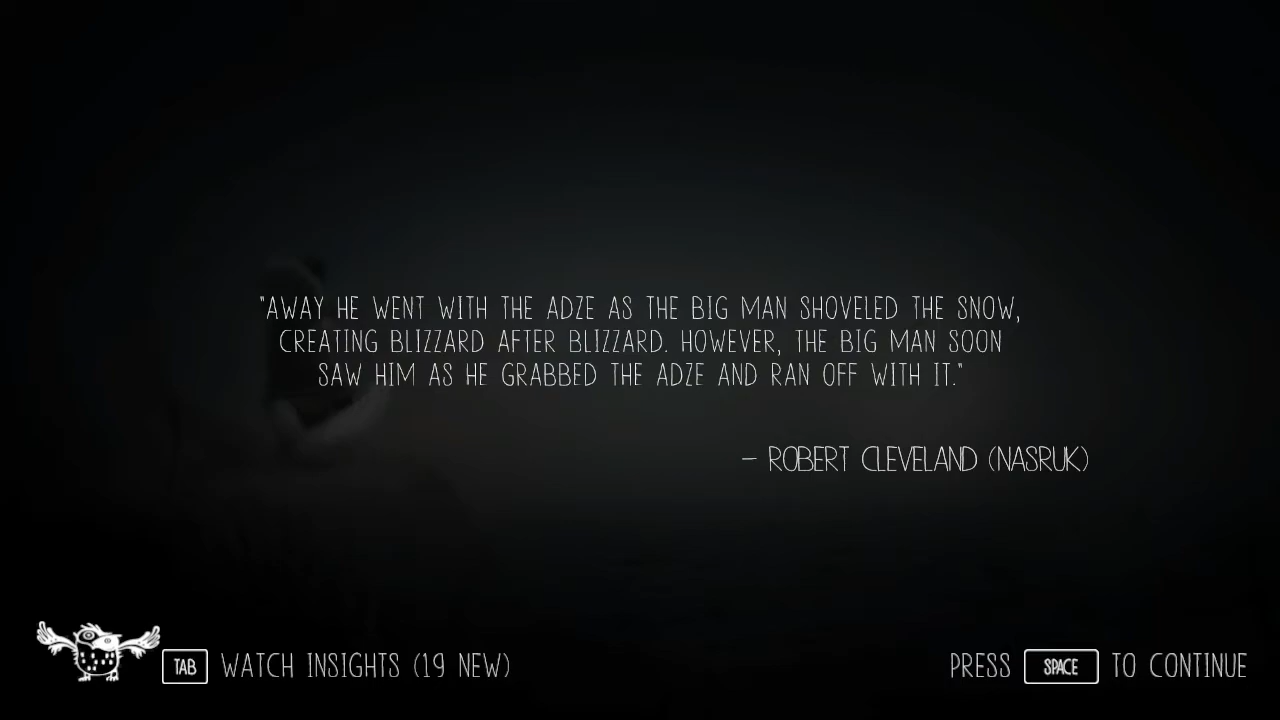 "AWAY HE WENT WITH THE ADZE AS THE BIG MAN SHOVELED THE SNOW,
CREATING BLIZZARD AFTER BLIZZARD. HOWEVER, THE BIG MAN SOON
SAW HIM AS HE GRABBED THE ADZE AND RAN OFF WITH IT."
– ROBERT CLEVELAND (NASRUK)
TAB WATCH INSIGHTS (19 NEW)
PRESS SPACE TO CONTINUE